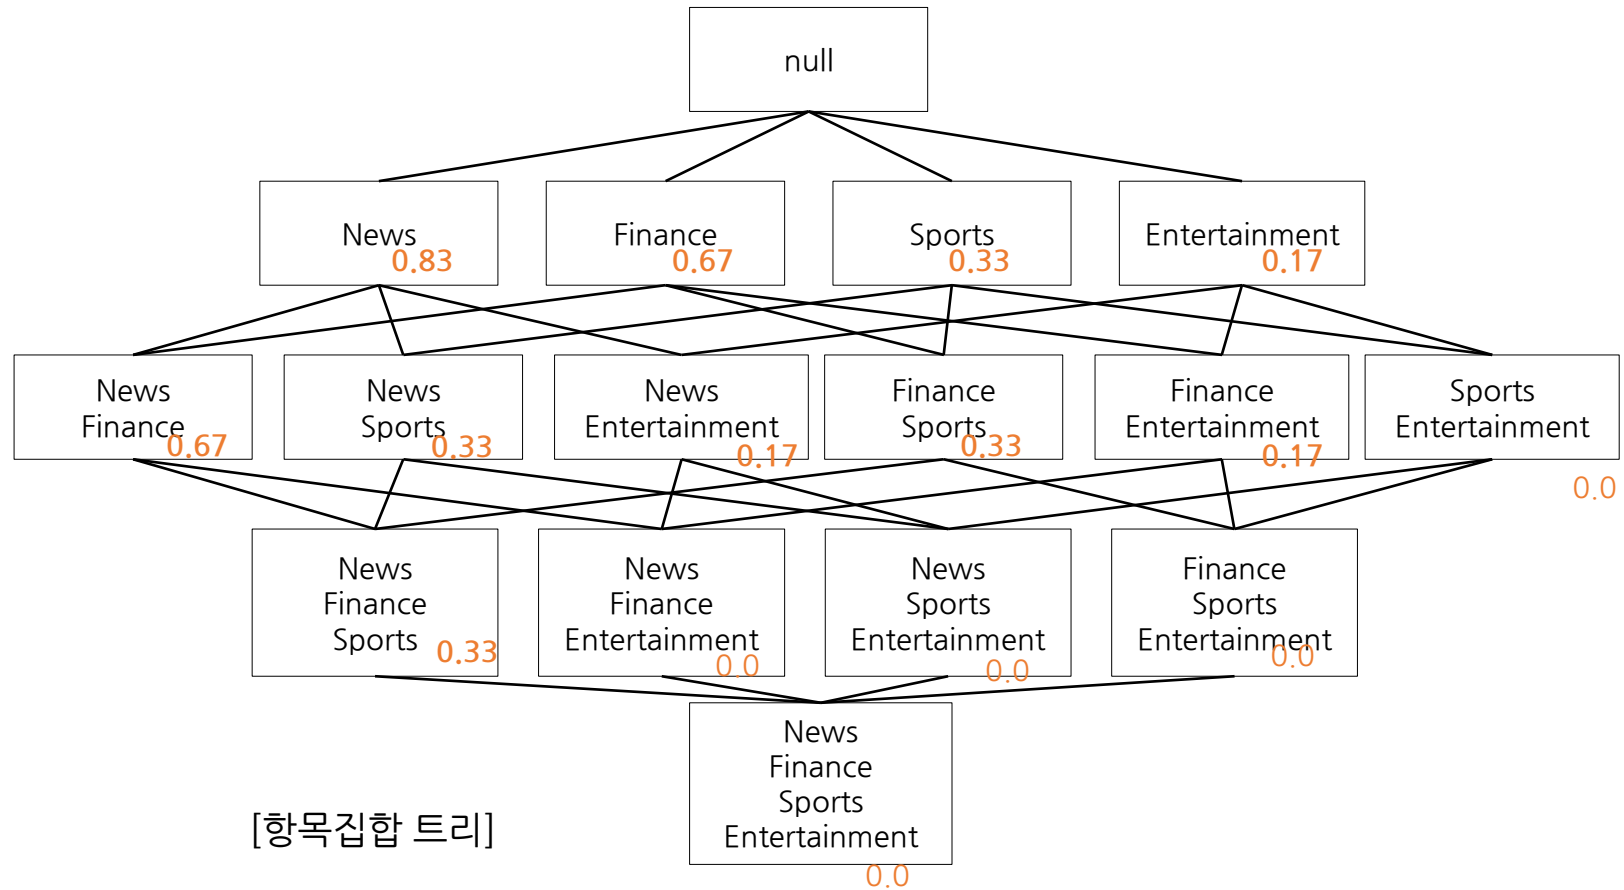 null
News
0.83
Finance
0.67
Sports
0.33
Entertainment
0.17
News
Finance
0.67
News
Sports
0.33
News
Entertainment
0.17
Finance
Sports
0.33
Finance
Entertainment
0.17
Sports
Entertainment
0.0
News
Finance
Sports
0.33
News
Finance
Entertainment
0.0
News
Sports
Entertainment
0.0
Finance
Sports
Entertainment
0.0
News
Finance
Sports
Entertainment
0.0
[항목집합 트리]